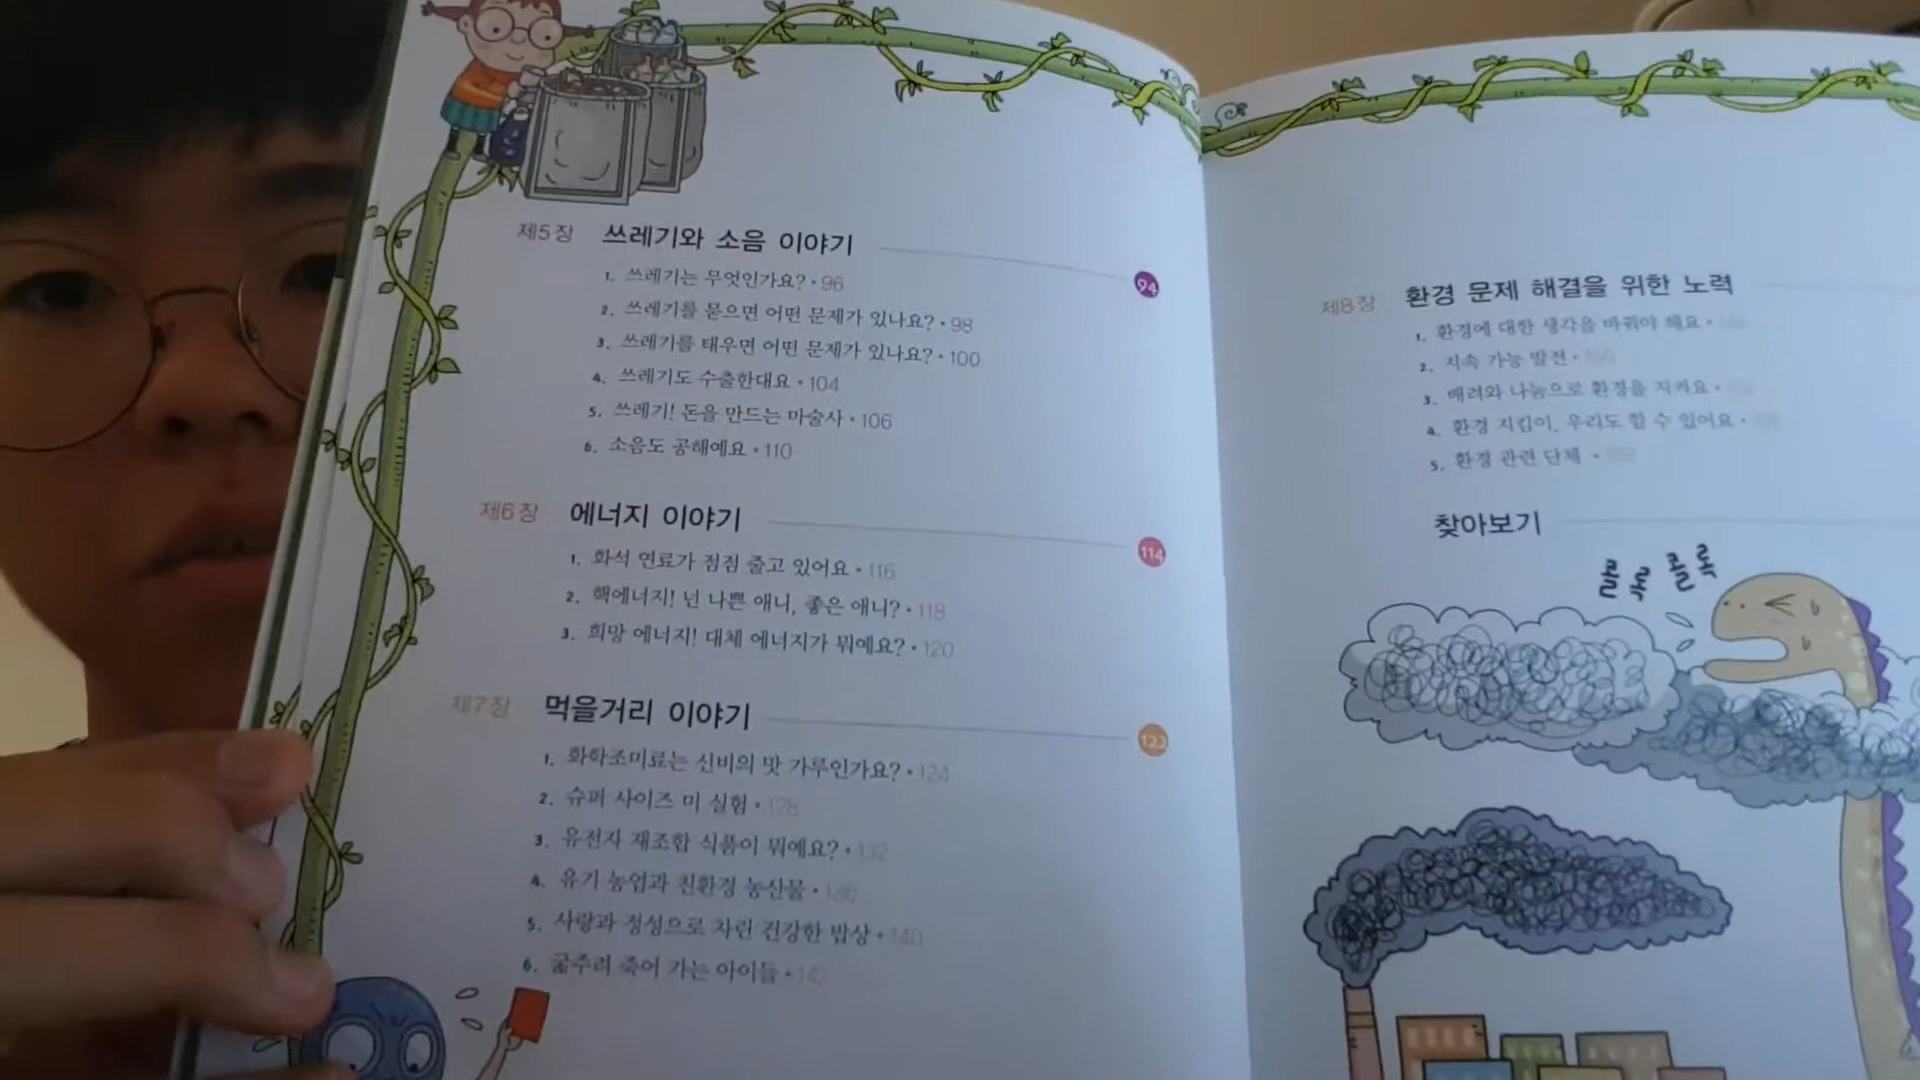 제5장 쓰레기와 소음 이야기 94
1. 쓰레기는 무엇인가요? • 96
2. 쓰레기를 묻으면 어떤 문제가 있나요? • 98
3. 쓰레기를 태우면 어떤 문제가 있나요? • 100
4. 쓰레기도 수출한대요 • 104
5. 쓰레기! 돈을 만드는 마술사 • 106
6. 소음도 공해예요 • 110
제6장 에너지 이야기 114
1. 화석 연료가 점점 줄고 있어요 • 116
2. 핵에너지! 넌 나쁜 애니, 좋은 애니? • 118
3. 희망 에너지! 대체 에너지가 뭐예요? • 120
제7장 먹을거리 이야기 122
1. 화학조미료는 신비의 맛 가루인가요? • 124
2. 슈퍼 사이즈 미 실험 • 128
3. 유전자 재조합 식품이 뭐예요? • 132
4. 유기 농업과 친환경 농산물 •
5. 사랑과 정성으로 차린 건강한 밥상 • 140
6. 굶주려 죽어 가는 아이들 • 142
제8장 환경 문제 해결을 위한 노력
1. 환경에 대한 생각을 바꿔야 해요 •
2. 지속 가능 발전 •
3. 배려와 나눔으로 환경을 지켜요 •
4. 환경 지킴이, 우리도 할 수 있어요 •
5. 환경 관련 단체 •
찾아보기
콜록 콜록